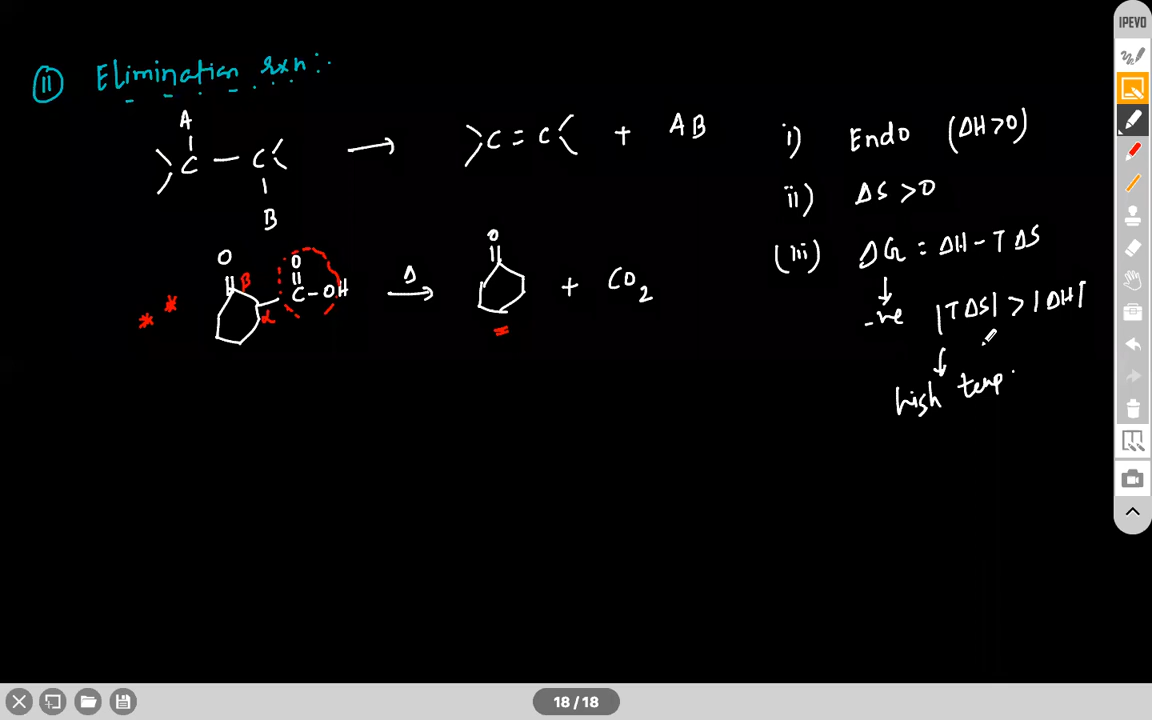 IPEVO
(11) Elimination rxn :-
A
>C - C< → >C = C< + AB
B
i) Endo (ΔH>0)
ii) ΔS >0
(iii) ΔG = ΔH - TΔS
↓
-ve |TΔS| > |ΔH|
↓
high temp.
O O O
β || C - OH Δ → + CO2
α
* *
=
18 / 18